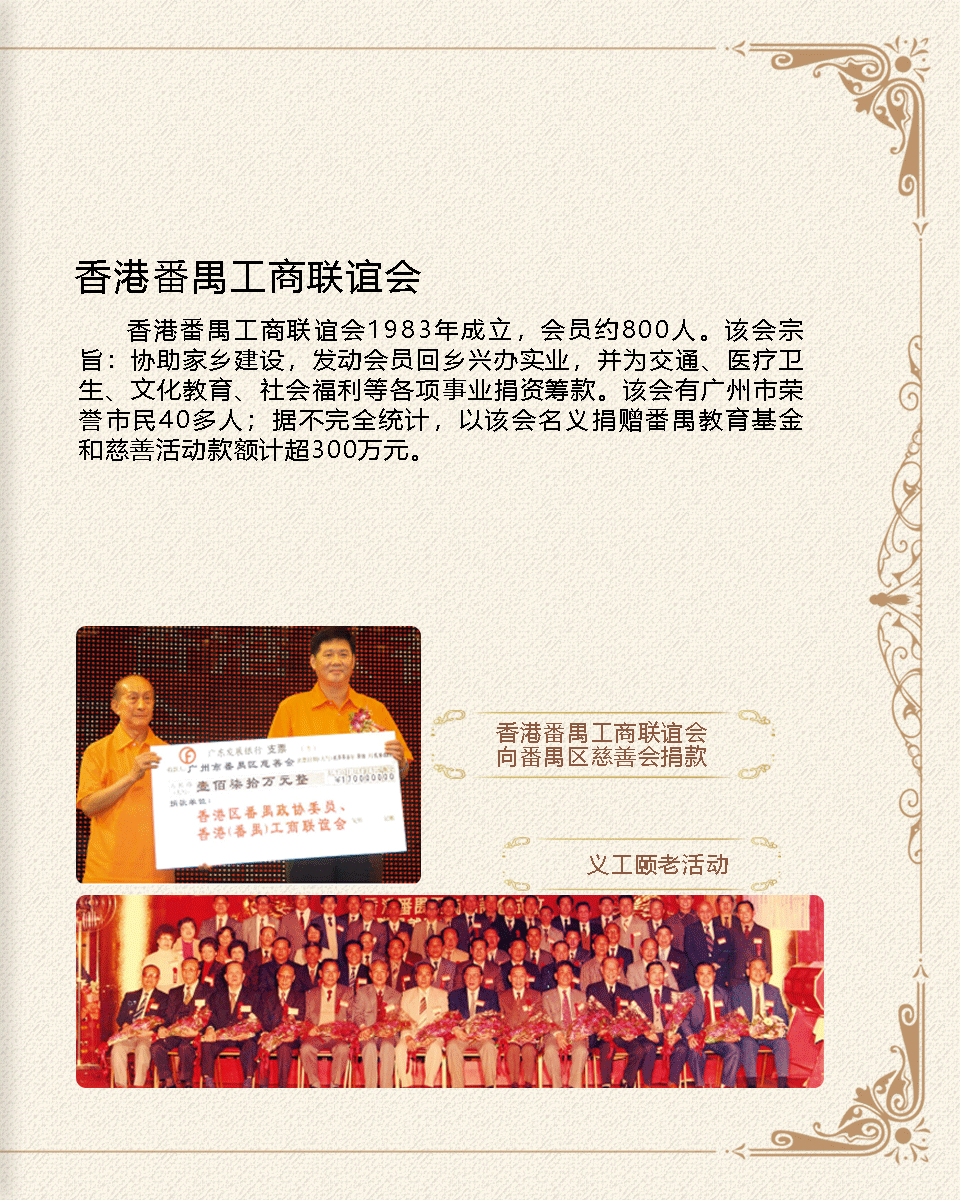 香港番禺工商联谊会
香港番禺工商联谊会1983年成立，会员约800人。该会宗
旨：协助家乡建设，发动会员回乡兴办实业，并为交通、医疗卫
生、文化教育、社会福利等各项事业捐资筹款。该会有广州市荣
誉市民40多人；据不完全统计，以该会名义捐赠番禺教育基金
和慈善活动款额计超300万元。
广东发展银行 支票
广州市番禺区慈善会
壹佰柒拾万元整
¥170000000
捐款单位：
香港区番禺政协委员、
香港(番禺)工商联谊会
香港番禺工商联谊会
向番禺区慈善会捐款
义工颐老活动